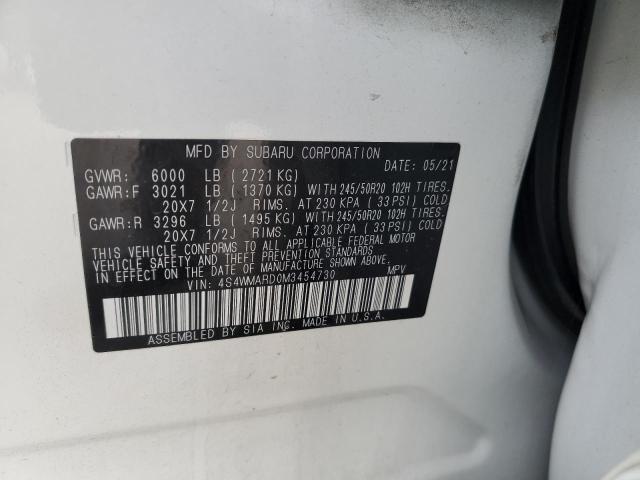 MFD BY SUBARU CORPORATION
DATE: 05/21
GVWR: 6000 LB ( 2721 KG)
GAWR:F 3021 LB ( 1370 KG) WITH 245/50R20 102H TIRES.
20X7 1/2J RIMS. AT 230 KPA ( 33 PSI) COLD
GAWR:R 3296 LB ( 1495 KG) WITH 245/50R20 102H TIRES.
20X7 1/2J RIMS. AT 230 KPA ( 33 PSI) COLD
THIS VEHICLE CONFORMS TO ALL APPLICABLE FEDERAL MOTOR
VEHICLE SAFETY AND THEFT PREVENTION STANDARDS
IN EFFECT ON THE DATE OF MANUFACTURE SHOWN ABOVE.
VIN: 4S4WMARD0M3454730 MPV
ASSEMBLED BY SIA INC. MADE IN U.S.A.